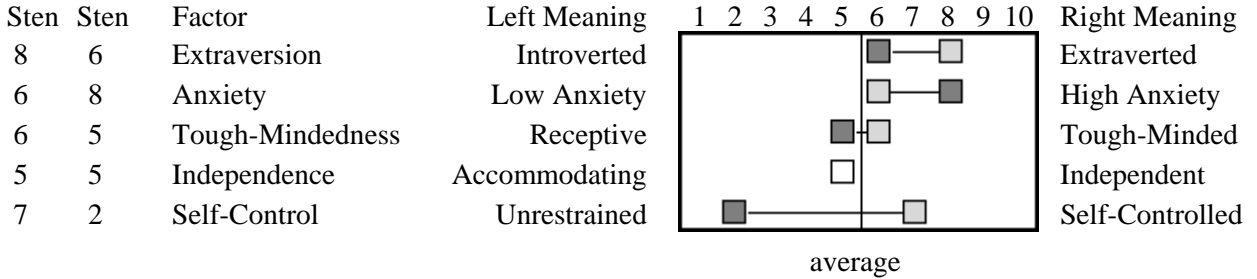 Sten Sten Factor Left Meaning 1 2 3 4 5 6 7 8 9 10 Right Meaning
8 6 Extraversion Introverted Extraverted
6 8 Anxiety Low Anxiety High Anxiety
6 5 Tough-Mindedness Receptive Tough-Minded
5 5 Independence Accommodating Independent
7 2 Self-Control Unrestrained Self-Controlled
average